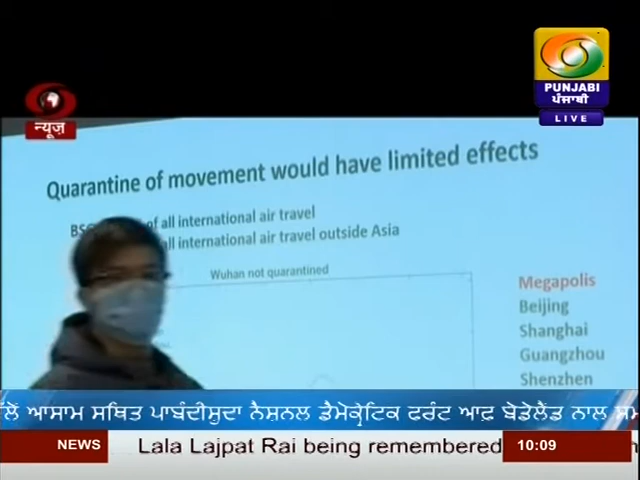 PUNJABI
ਪੰਜਾਬੀ
LIVE
न्यूज़
Quarantine of movement would have limited effects
of all international air travel
all international air travel outside Asia
Wuhan not quarantined
Megapolis
Beijing
Shanghai
Guangzhou
Shenzhen
ਆਸਾਮ ਸਥਿਤ ਪਾਬੰਦੀਸ਼ੁਦਾ ਨੈਸ਼ਨਲ ਡੈਮੋਕ੍ਰੇਟਿਕ ਫਰੰਟ ਆਫ਼ ਬੋਡੋਲੈਂਡ ਨਾਲ
NEWS Lala Lajpat Rai being remembered 10:09